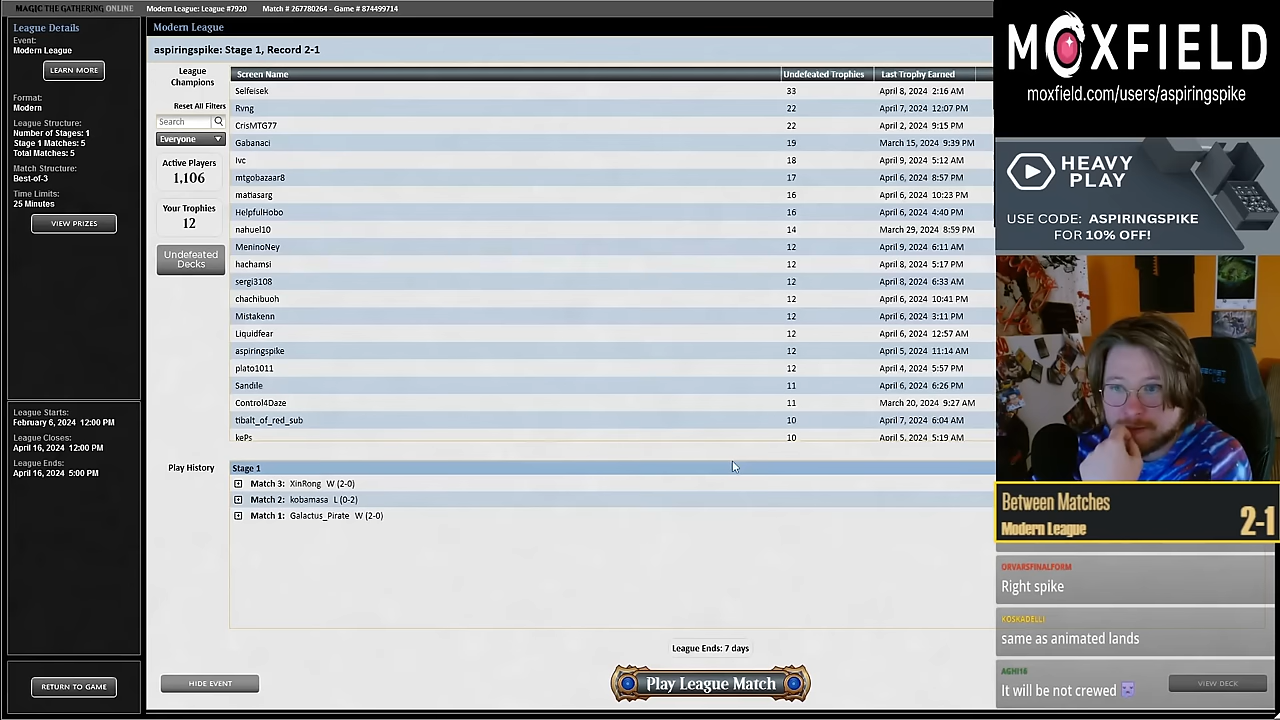 MAGIC THE GATHERING ONLINE
Modern League: League #7920
Match # 267780264 - Game # 874499714
League Details
Event:
Modern League
LEARN MORE
Format:
Modern
League Structure:
Number of Stages: 1
Stage 1 Matches: 5
Total Matches: 5
Match Structure:
Best-of-3
Time Limits:
25 Minutes
VIEW PRIZES
League Starts:
February 6, 2024 12:00 PM
League Closes:
April 16, 2024 12:00 PM
League Ends:
April 16, 2024 5:00 PM
RETURN TO GAME
Modern League
aspiringspike: Stage 1, Record 2-1
League Champions
Reset All Filters
Search
Everyone
Active Players
1,106
Your Trophies
12
Undefeated Decks
Screen Name Undefeated Trophies Last Trophy Earned
Selfeisek 33 April 8, 2024 2:16 AM
Rvng 22 April 7, 2024 12:07 PM
CrisMTG77 22 April 2, 2024 9:15 PM
Gabanaci 19 March 15, 2024 9:39 PM
Ivc 18 April 9, 2024 5:12 AM
mtgobazaar8 17 April 6, 2024 8:57 PM
matiasarg 16 April 6, 2024 10:23 PM
HelpfulHobo 16 April 6, 2024 4:40 PM
nahuel10 14 March 29, 2024 8:59 PM
MeninoNey 12 April 9, 2024 6:11 AM
hachamsi 12 April 8, 2024 5:17 PM
sergi3108 12 April 8, 2024 6:33 AM
chachibuoh 12 April 6, 2024 10:41 PM
Mistakenn 12 April 6, 2024 3:11 PM
Liquidfear 12 April 6, 2024 12:57 AM
aspiringspike 12 April 5, 2024 11:14 AM
plato1011 12 April 4, 2024 5:57 PM
Sandile 11 April 6, 2024 6:26 PM
Control4Daze 11 March 20, 2024 9:27 AM
tibalt_of_red_sub 10 April 7, 2024 6:04 AM
kePs 10 April 5, 2024 5:19 AM
Play History
Stage 1
Match 3: XinRong W (2-0)
Match 2: kobamasa L (0-2)
Match 1: Galactus_Pirate W (2-0)
League Ends: 7 days
HIDE EVENT
Play League Match
MOXFIELD
moxfield.com/users/aspiringspike
HEAVY
PLAY
USE CODE: ASPIRINGSPIKE
FOR 10% OFF!
Between Matches
Modern League
2-1
DRVARSFINALFORM
Right spike
KOSKADELLI
same as animated lands
AGHI18
It will be not crewed
VIEW DECK